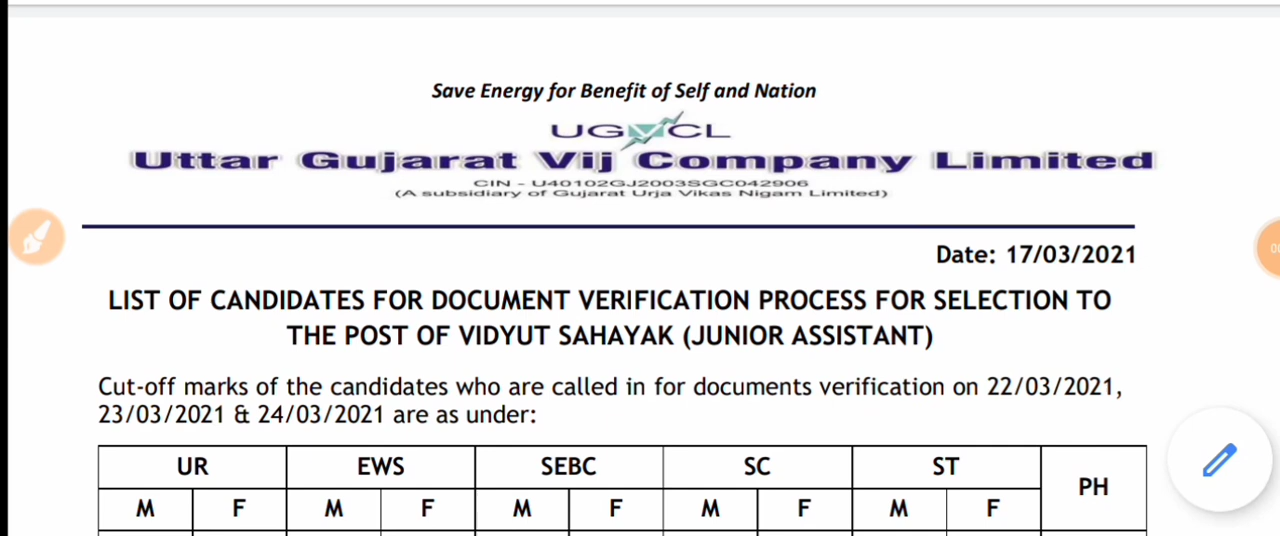 Save Energy for Benefit of Self and Nation
UGVCL
Uttar Gujarat Vij Company Limited
CIN - U40102GJ2003SGC042906
(A subsidiary of Gujarat Urja Vikas Nigam Limited)
Date: 17/03/2021
LIST OF CANDIDATES FOR DOCUMENT VERIFICATION PROCESS FOR SELECTION TO
THE POST OF VIDYUT SAHAYAK (JUNIOR ASSISTANT)
Cut-off marks of the candidates who are called in for documents verification on 22/03/2021,
23/03/2021 & 24/03/2021 are as under:
UR EWS SEBC SC ST PH
M F M F M F M F M F